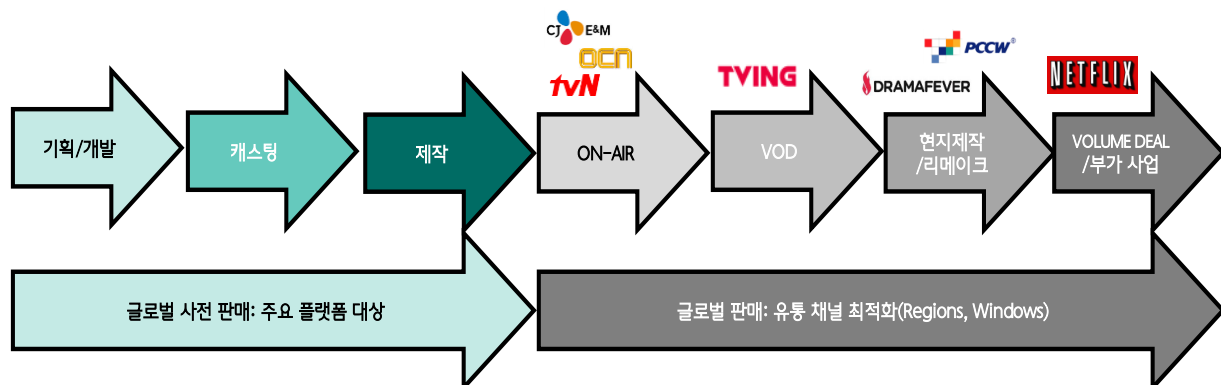 CJ E&M
OCN
tvN
TVING
PCCW®
DRAMAFEVER
NETFLIX
기획/개발
캐스팅
제작
ON-AIR
VOD
현지제작
/리메이크
VOLUME DEAL
/부가 사업
글로벌 사전 판매: 주요 플랫폼 대상
글로벌 판매: 유통 채널 최적화(Regions, Windows)